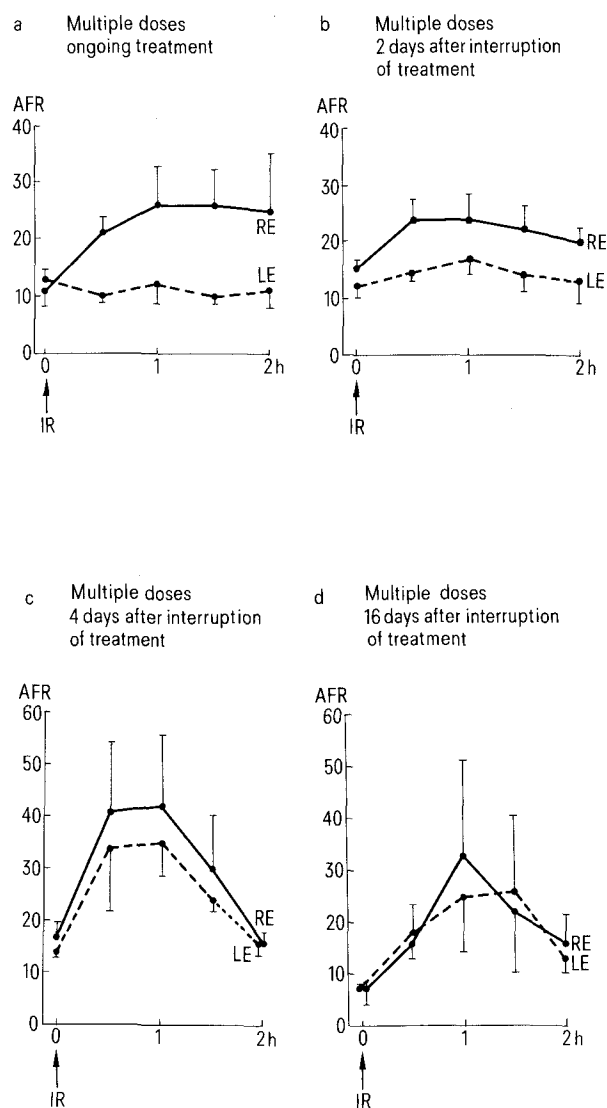 a Multiple doses
ongoing treatment
AFR
40
30
20
10
0
RE
LE
0 1 2h
IR
b Multiple doses
2 days after interruption
of treatment
AFR
40
30
20
10
0
RE
LE
0 1 2h
IR
c Multiple doses
4 days after interruption
of treatment
AFR
60
50
40
30
20
10
0
RE
LE
0 1 2h
IR
d Multiple doses
16 days after interruption
of treatment
AFR
60
50
40
30
20
10
0
RE
LE
0 1 2h
IR